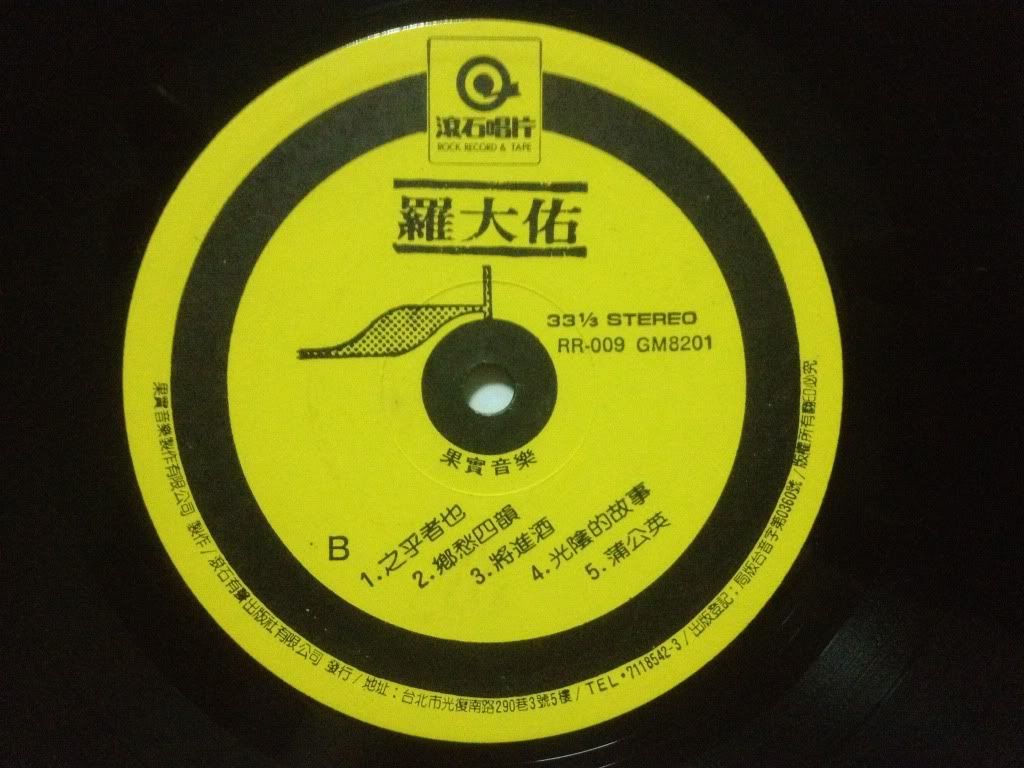 滾石唱片
ROCK RECORD & TAPE
羅大佑
33⅓ STEREO
RR-009 GM8201
果實音樂
B
1.之乎者也
2.鄉愁四韻
3.將進酒
4.光陰的故事
5.蒲公英
果實音樂製作有限公司 製作/滾石有聲出版社有限公司 發行/地址:台北市光復南路290巷3號5樓/TEL•7118542-3/出版登記;局版台音字第0360號/版權所有翻印必究